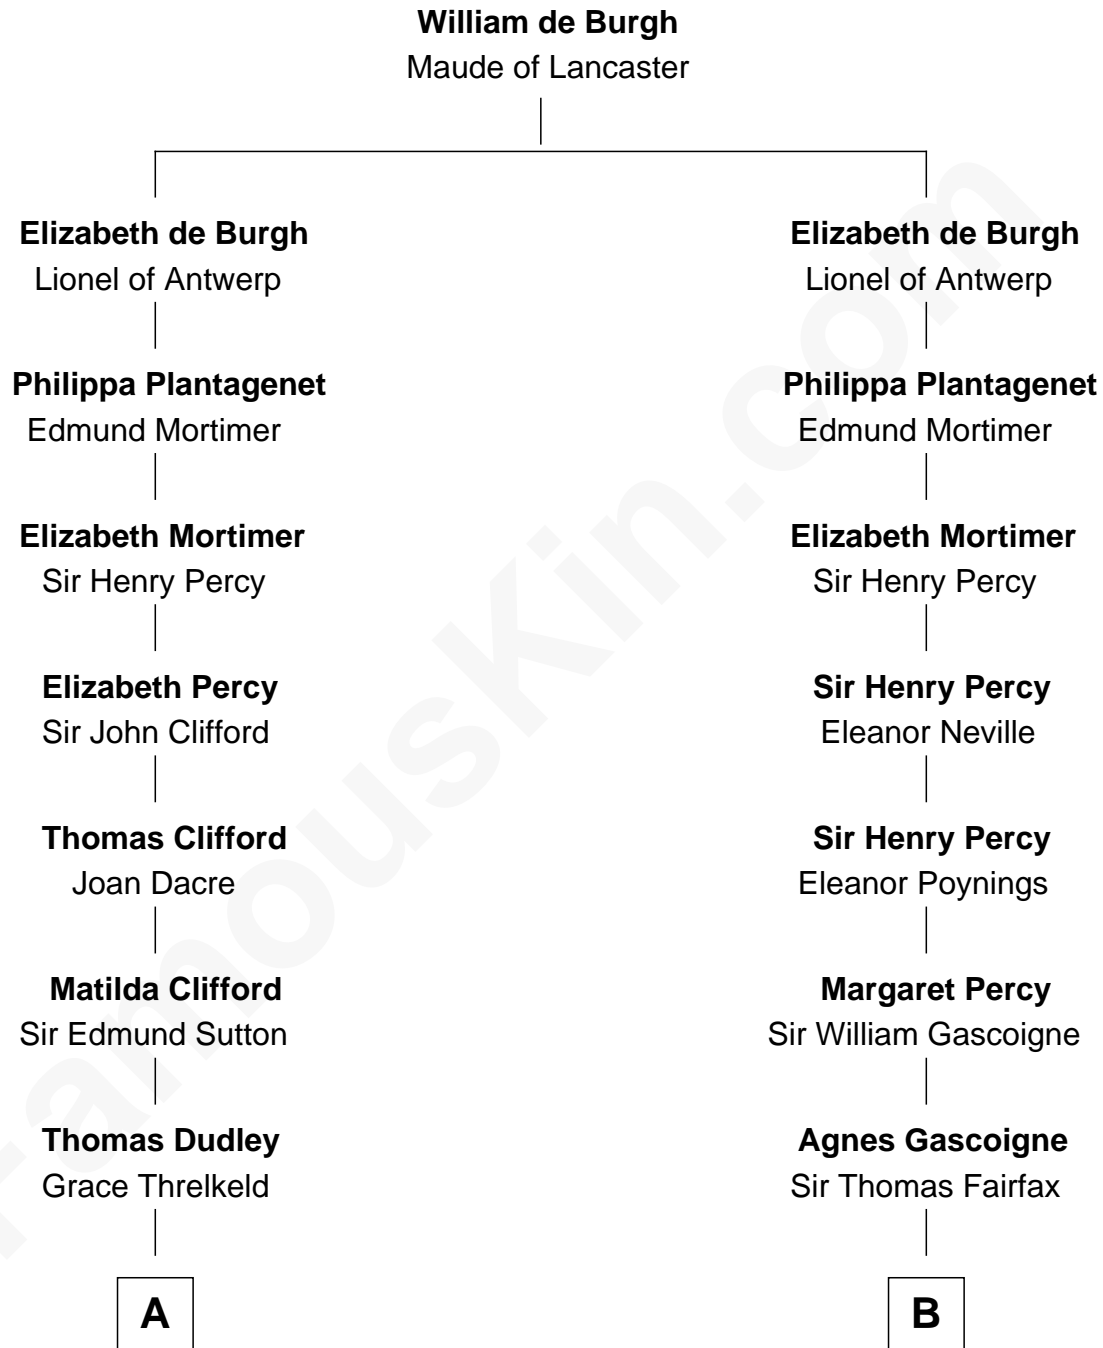 William de Burgh
Maude of Lancaster
Elizabeth de Burgh
Lionel of Antwerp
Philippa Plantagenet
Edmund Mortimer
Elizabeth Mortimer
Sir Henry Percy
Elizabeth Percy
Sir John Clifford
Thomas Clifford
Joan Dacre
Matilda Clifford
Sir Edmund Sutton
Thomas Dudley
Grace Threlkeld
A
Elizabeth de Burgh
Lionel of Antwerp
Philippa Plantagenet
Edmund Mortimer
Elizabeth Mortimer
Sir Henry Percy
Sir Henry Percy
Eleanor Neville
Sir Henry Percy
Eleanor Poynings
Margaret Percy
Sir William Gascoigne
Agnes Gascoigne
Sir Thomas Fairfax
B
FamousKin.com